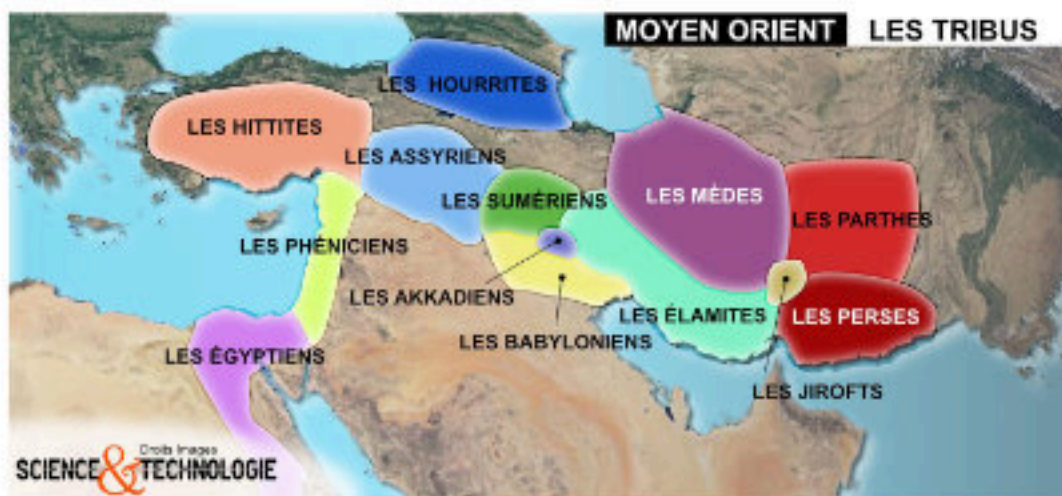 MOYEN ORIENT LES TRIBUS
LES HOURRITES
LES HITTITES
LES ASSYRIENS
LES SUMÉRIENS
LES MÈDES
LES PARTHES
LES PHÉNICIENS
LES AKKADIENS
LES BABYLONIENS
LES ÉLAMITES
LES PERSES
LES ÉGYPTIENS
LES JIROFTS
Droits Images
SCIENCE&TECHNOLOGIE